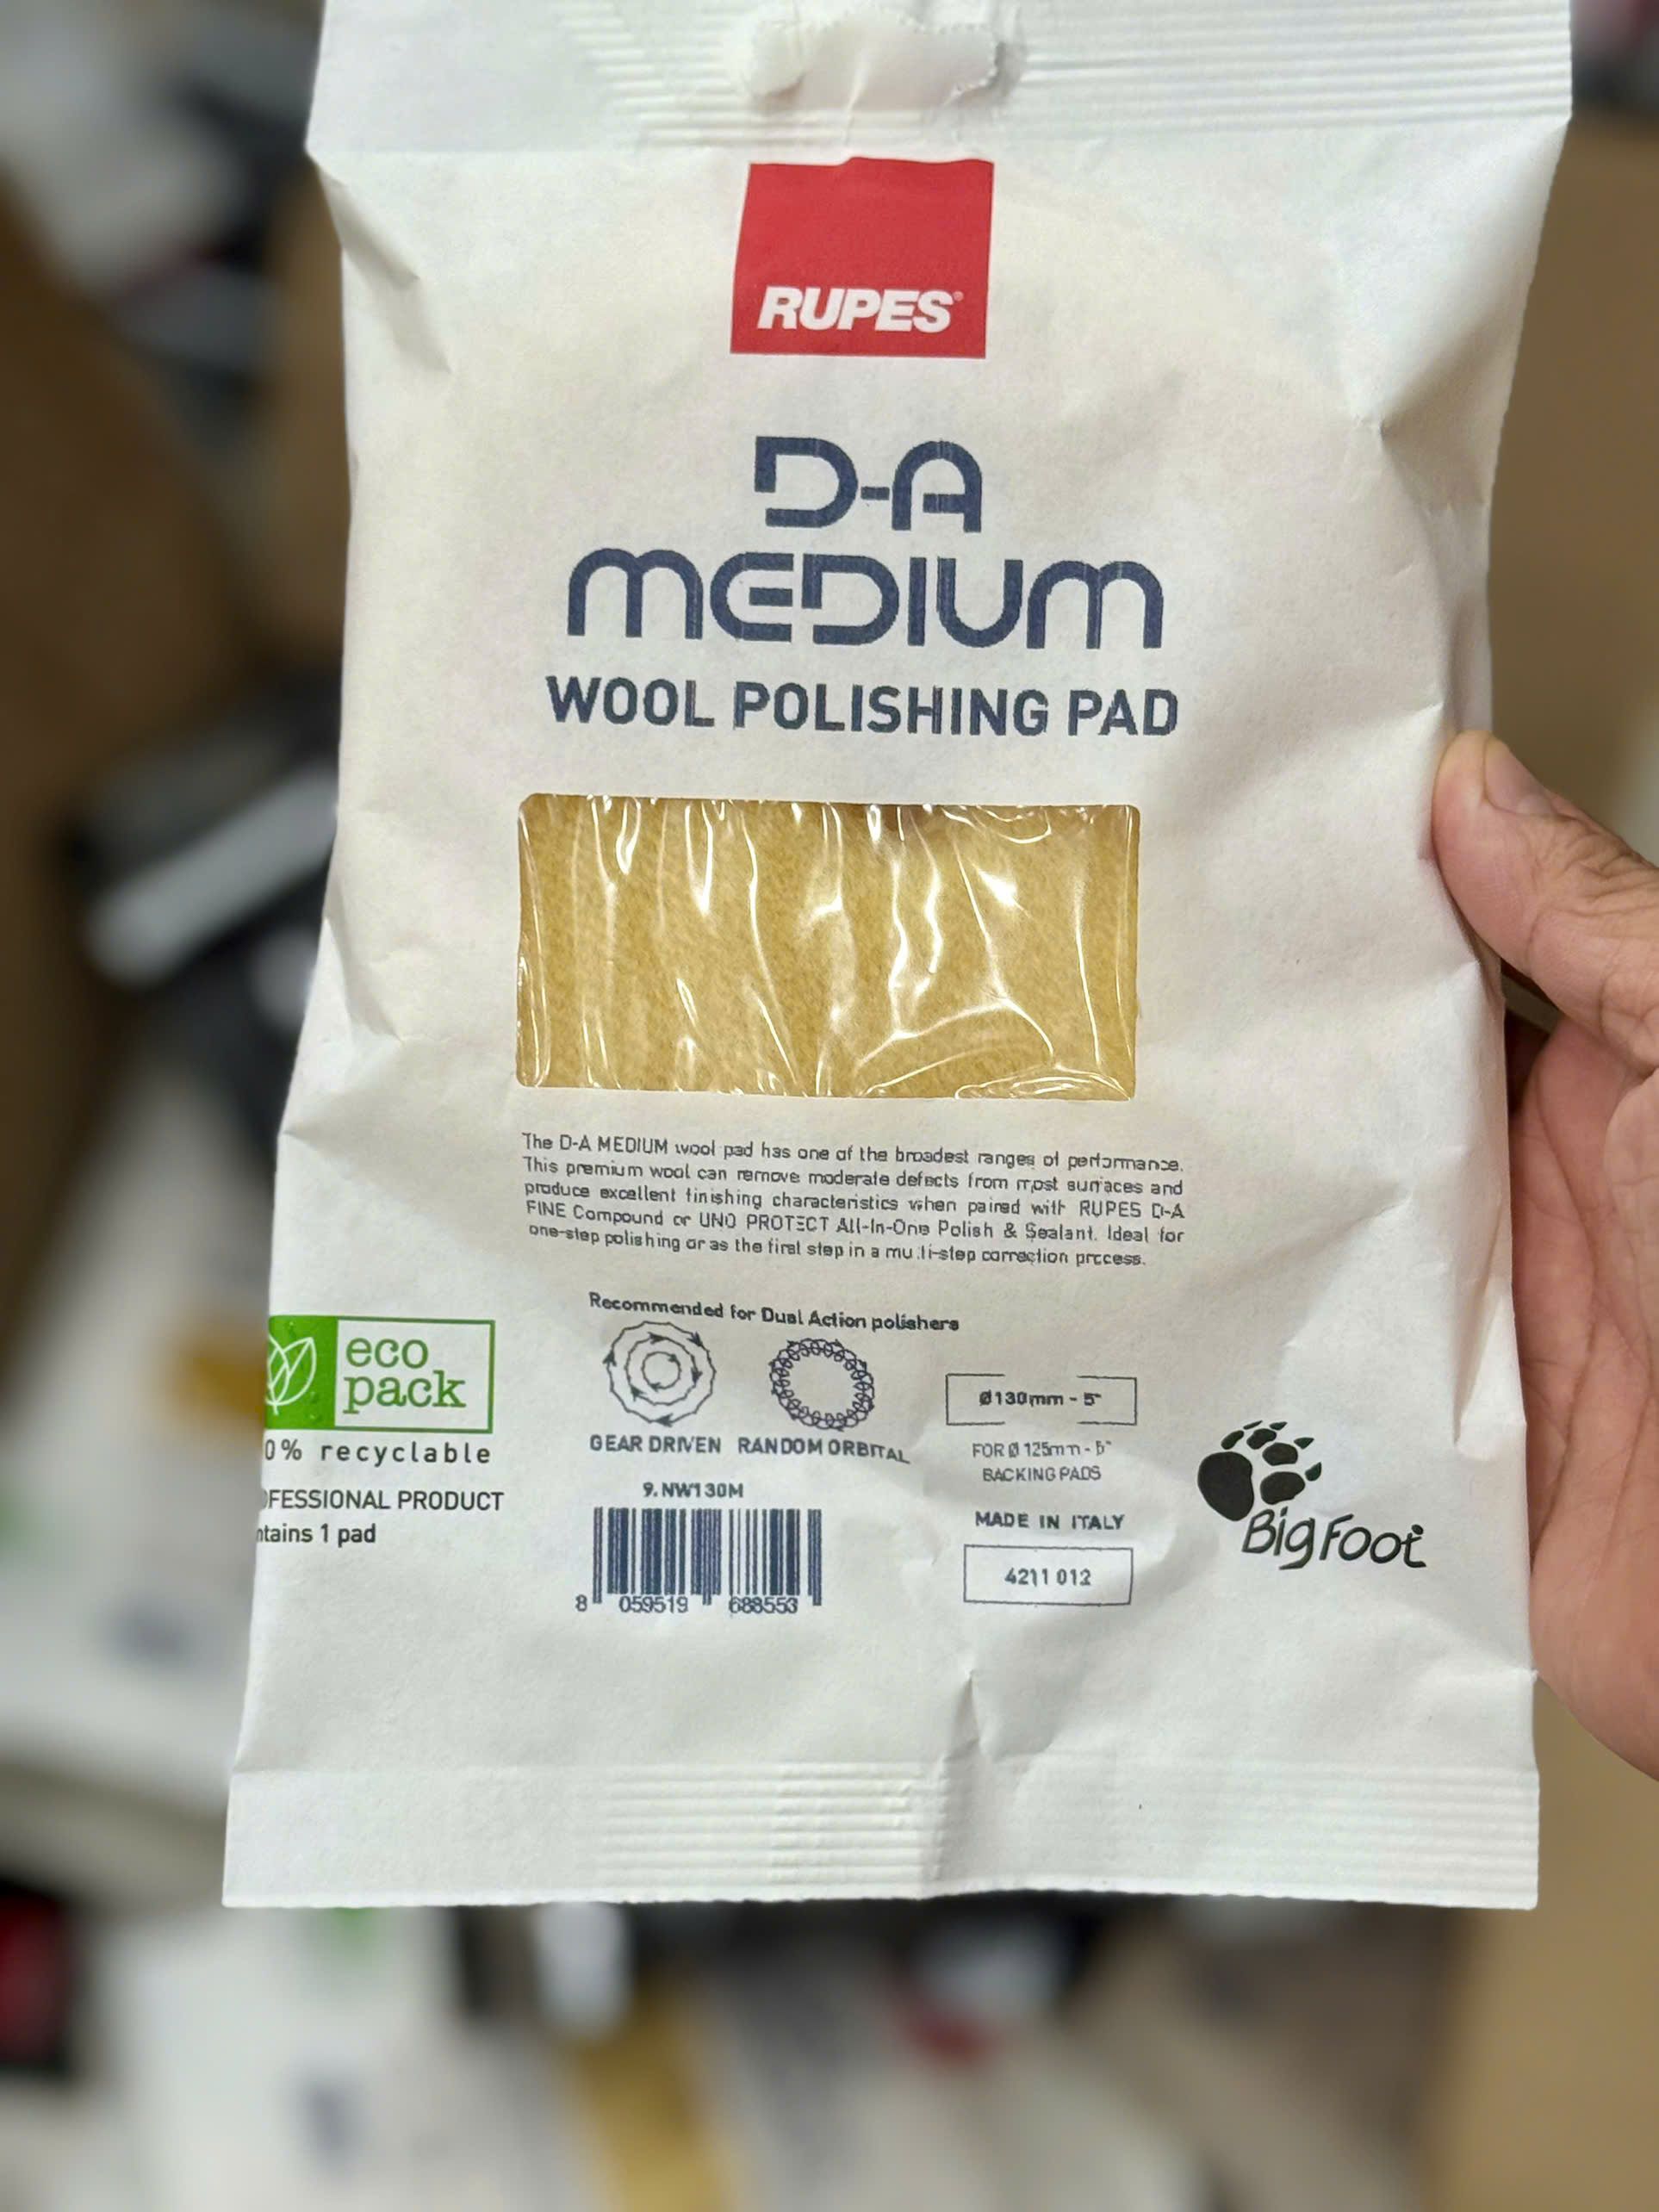 RUPES®
D-A
MEDIUM
WOOL POLISHING PAD
The D-A MEDIUM wool pad has one of the broadest ranges of performance.
This premium wool can remove moderate defects from most surfaces and
produce excellent finishing characteristics when paired with RUPES D-A
FINE Compound or UNO PROTECT All-In-One Polish & Sealant. Ideal for
one-step polishing or as the first step in a multi-step correction process.
Recommended for Dual Action polishers
GEAR DRIVEN RANDOM ORBITAL
eco
pack
0% recyclable
OFESSIONAL PRODUCT
ntains 1 pad
9.NW130M
8 059519 688553
Ø130mm - 5"
FOR Ø 125mm - 5"
BACKING PADS
MADE IN ITALY
4211 012
BigFoot